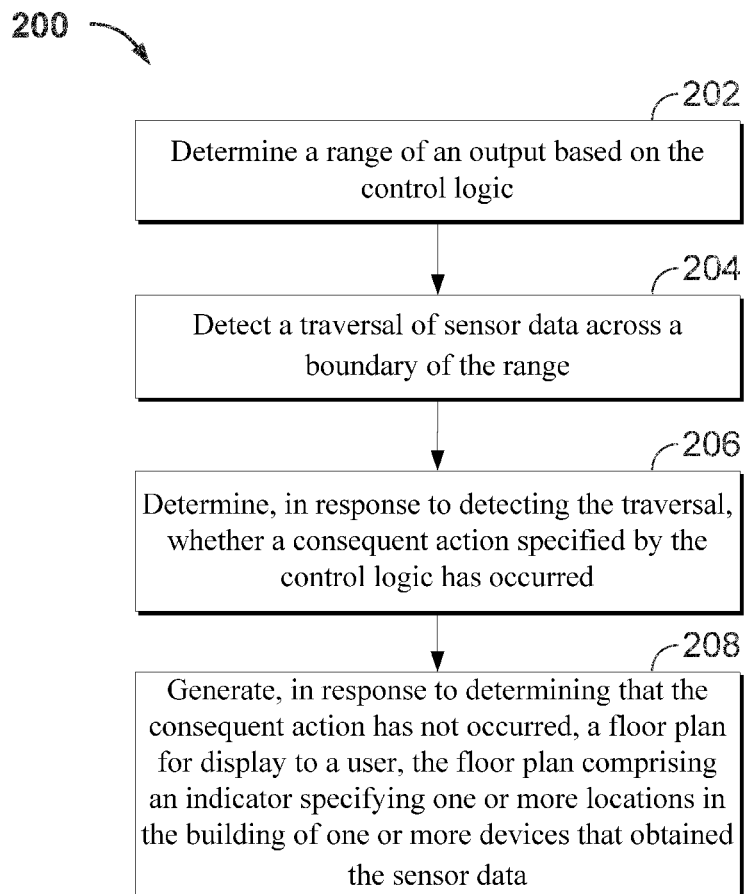 200
202
Determine a range of an output based on the
control logic
204
Detect a traversal of sensor data across a
boundary of the range
206
Determine, in response to detecting the traversal,
whether a consequent action specified by the
control logic has occurred
208
Generate, in response to determining that the
consequent action has not occurred, a floor plan
for display to a user, the floor plan comprising
an indicator specifying one or more locations in
the building of one or more devices that obtained
the sensor data